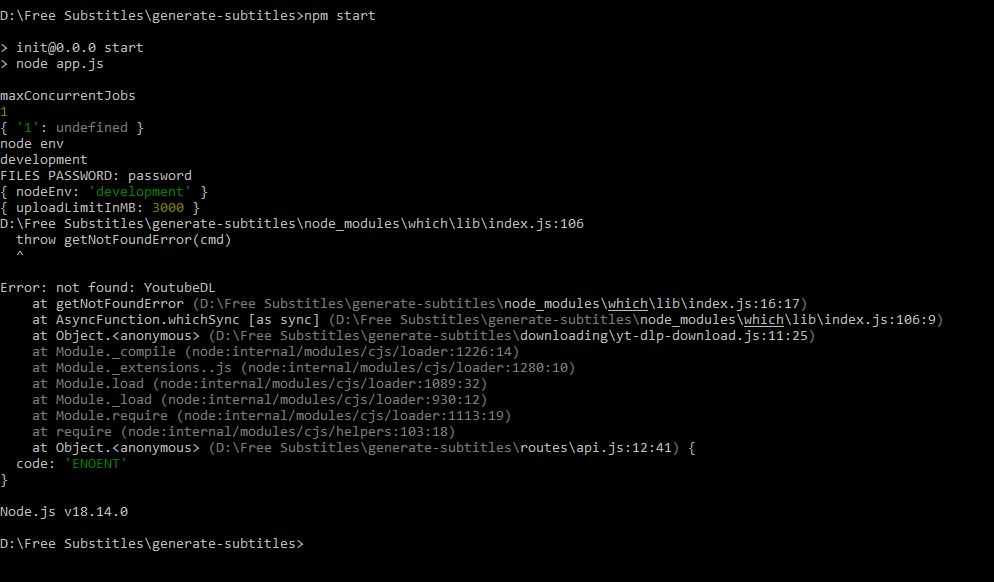 D:\Free Substitles\generate-subtitles>npm start
> init@0.0.0 start
> node app.js
maxConcurrentJobs
1
{ '1': undefined }
node env
development
FILES PASSWORD: password
{ nodeEnv: 'development' }
{ uploadLimitInMB: 3000 }
D:\Free Substitles\generate-subtitles\node_modules\which\lib\index.js:106
  throw getNotFoundError(cmd)
  ^
Error: not found: YoutubeDL
    at getNotFoundError (D:\Free Substitles\generate-subtitles\node_modules\which\lib\index.js:16:17)
    at AsyncFunction.whichSync [as sync] (D:\Free Substitles\generate-subtitles\node_modules\which\lib\index.js:106:9)
    at Object.<anonymous> (D:\Free Substitles\generate-subtitles\downloading\yt-dlp-download.js:11:25)
    at Module._compile (node:internal/modules/cjs/loader:1226:14)
    at Module._extensions..js (node:internal/modules/cjs/loader:1280:10)
    at Module.load (node:internal/modules/cjs/loader:1089:32)
    at Module._load (node:internal/modules/cjs/loader:930:12)
    at Module.require (node:internal/modules/cjs/loader:1113:19)
    at require (node:internal/modules/cjs/helpers:103:18)
    at Object.<anonymous> (D:\Free Substitles\generate-subtitles\routes\api.js:12:41) {
  code: 'ENOENT'
}
Node.js v18.14.0
D:\Free Substitles\generate-subtitles>